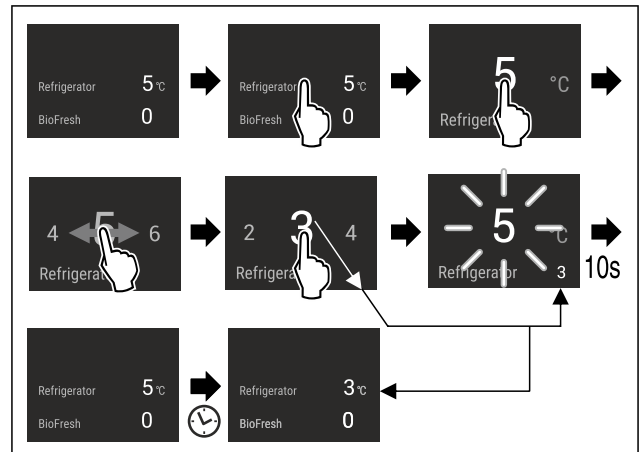 Refrigerator 5 °C
BioFresh 0
Refrigerator 5 °C
BioFresh 0
5 °C
Refriger
4 5 6
Refrigera
2 3 4
Refrigera
5 °C
Refrigerator 3
10s
Refrigerator 5 °C
BioFresh 0
Refrigerator 3 °C
BioFresh 0